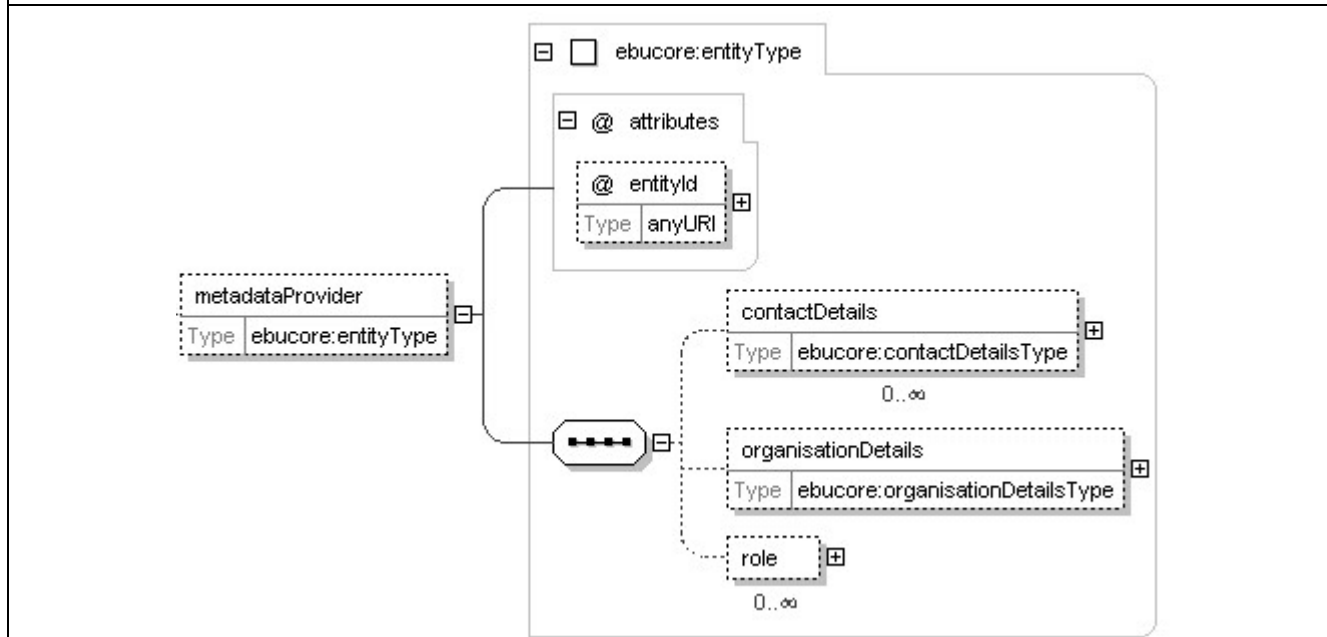 ebucore:entityType
@ attributes
@ entityId
Type anyURI
metadataProvider
Type ebucore:entityType
contactDetails
Type ebucore:contactDetailsType
0..∞
organisationDetails
Type ebucore:organisationDetailsType
role
0..∞